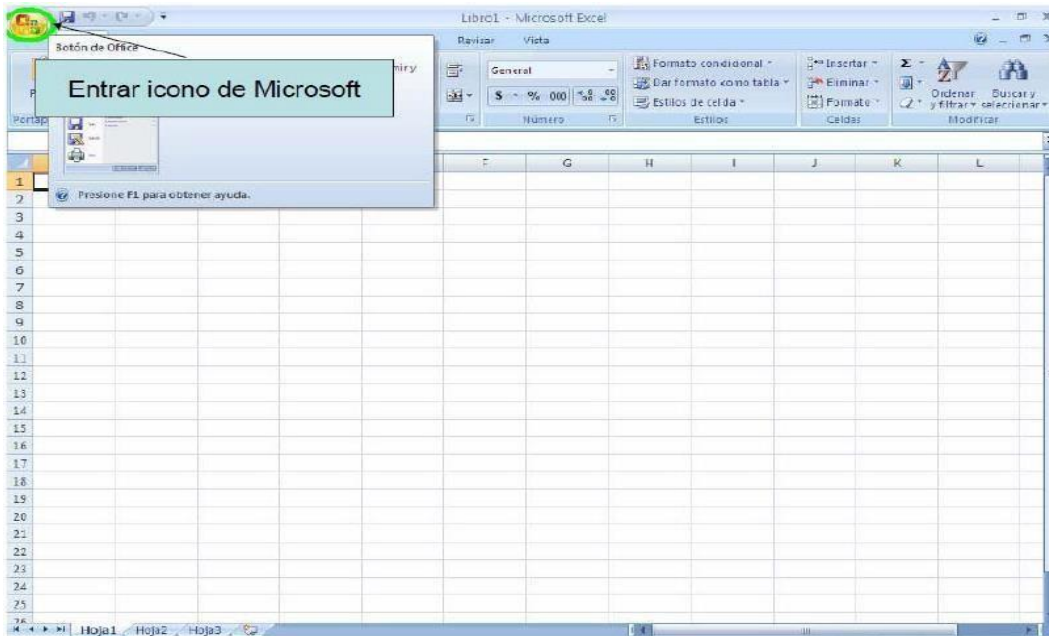 Libro1 - Microsoft Excel
Revisar Vista
Botón de Office
Entrar icono de Microsoft
Presione F1 para obtener ayuda.
General
$ % 000
Número
Formato condicional
Dar formato como tabla
Estilos de celda
Estilos
Insertar
Eliminar
Formato
Celdas
Σ
Ordenar y filtrar
Buscar y seleccionar
Modificar
F G H I J K L
1
2
3
4
5
6
7
8
9
10
11
12
13
14
15
16
17
18
19
20
21
22
23
24
25
26
Hoja1 Hoja2 Hoja3